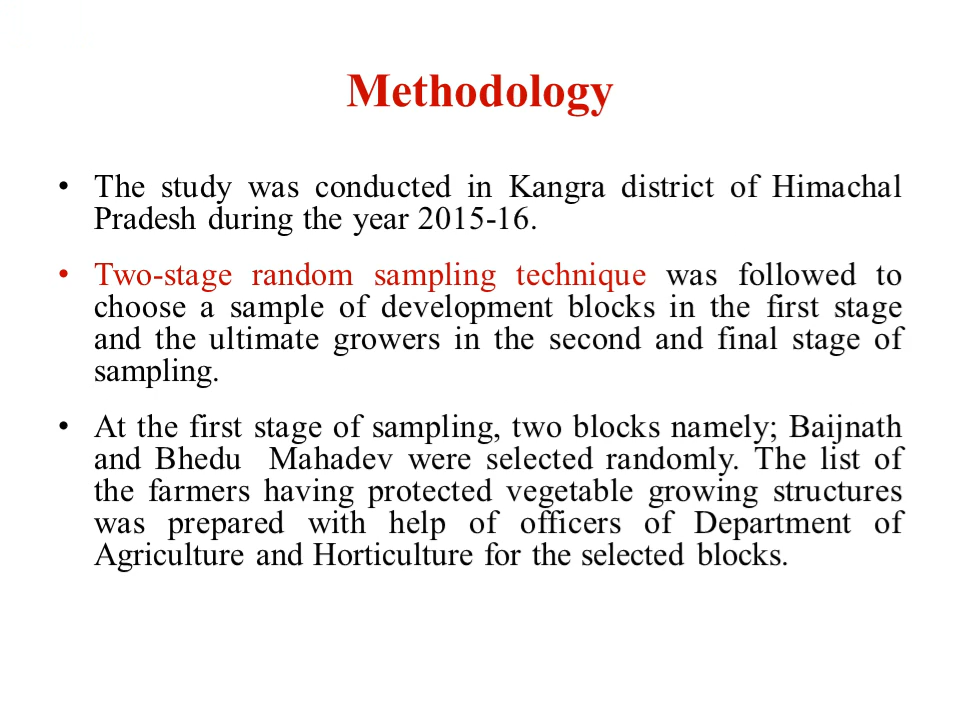 Methodology
• The study was conducted in Kangra district of Himachal
Pradesh during the year 2015-16.
• Two-stage random sampling technique was followed to
choose a sample of development blocks in the first stage
and the ultimate growers in the second and final stage of
sampling.
• At the first stage of sampling, two blocks namely; Baijnath
and Bhedu  Mahadev were selected randomly. The list of
the farmers having protected vegetable growing structures
was prepared with help of officers of Department of
Agriculture and Horticulture for the selected blocks.